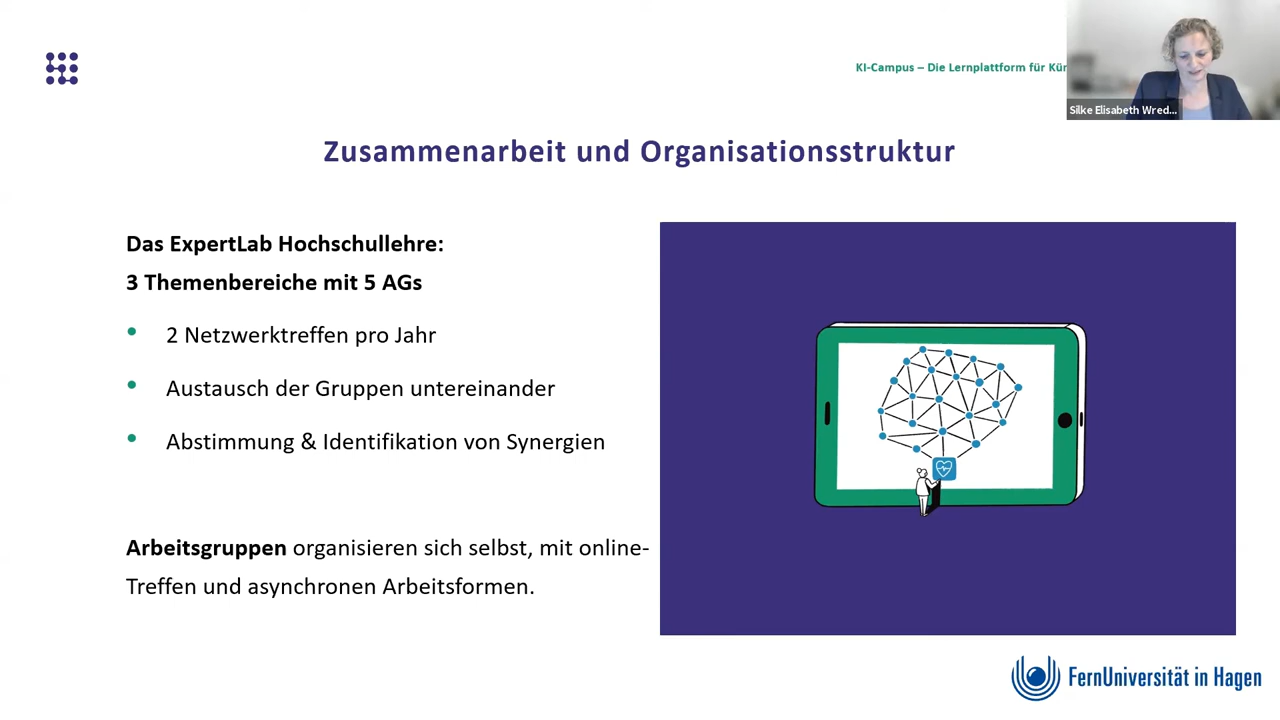 KI-Campus – Die Lernplattform für
Silke Elisabeth Wred...
Zusammenarbeit und Organisationsstruktur
Das ExpertLab Hochschullehre:
3 Themenbereiche mit 5 AGs
• 2 Netzwerktreffen pro Jahr
• Austausch der Gruppen untereinander
• Abstimmung & Identifikation von Synergien
Arbeitsgruppen organisieren sich selbst, mit online-
Treffen und asynchronen Arbeitsformen.
FernUniversität in Hagen